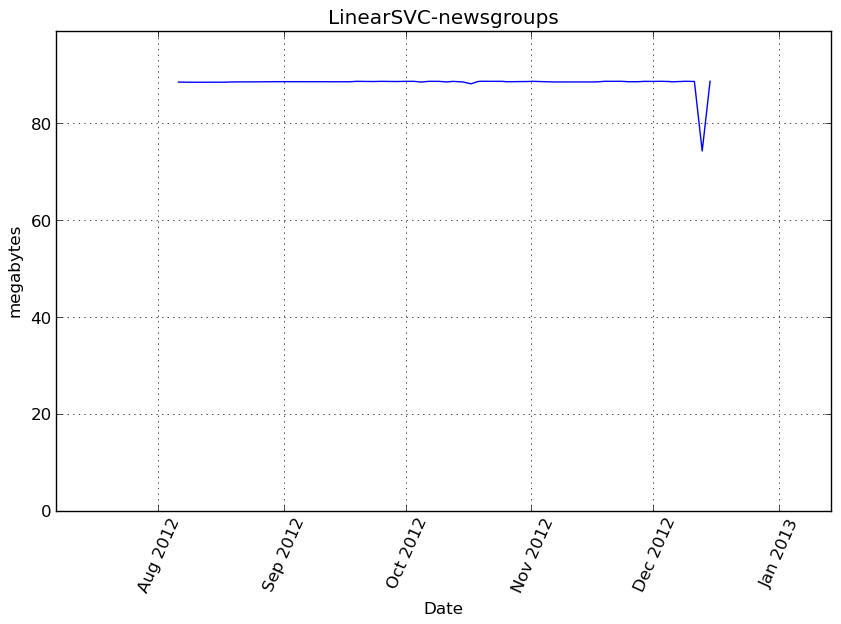 LinearSVC-newsgroups
80
60
40
20
0
megabytes
Aug 2012
Sep 2012
Oct 2012
Nov 2012
Dec 2012
Jan 2013
Date